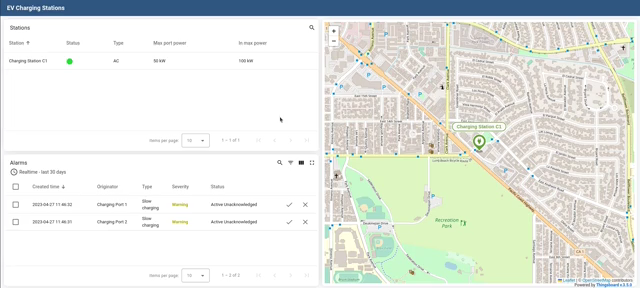 EV Charging Stations
Stations
Station Status Type Max port power In max power
Charging Station C1 AC 50 kW 100 kW
Items per page: 10 1 – 1 of 1
Alarms
Realtime - last 30 days
Created time Originator Type Severity Status
2023-04-27 11:46:32 Charging Port 1 Slow charging Warning Active Unacknowledged
2023-04-27 11:46:31 Charging Port 2 Slow charging Warning Active Unacknowledged
Items per page: 10 1 – 2 of 2
+
−
Charging Station C1
Recreation
Park
CA 1
Leaflet | © OpenStreetMap contributors
Powered by Thingsboard v.3.5.0